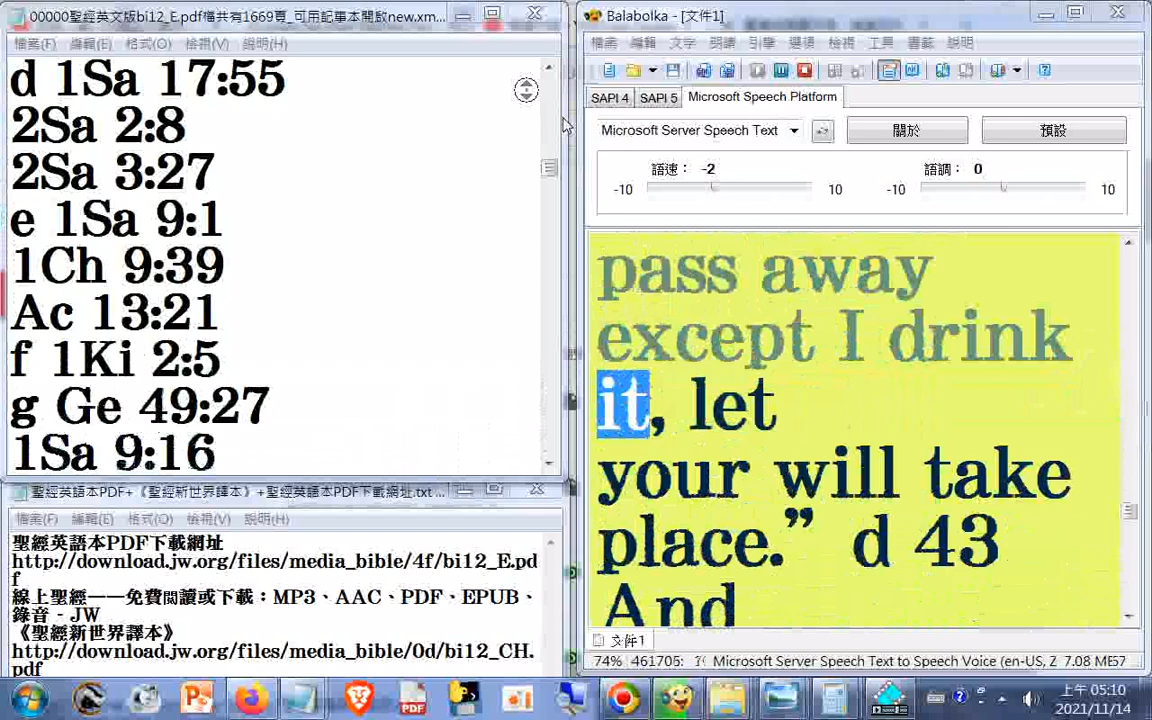 00000聖經英文版bi12_E.pdf檔共有1669頁_可用記事本開啟new.xm...
檔案(F) 編輯(E) 格式(O) 檢視(V) 說明(H)
d 1Sa 17:55
2Sa 2:8
2Sa 3:27
e 1Sa 9:1
1Ch 9:39
Ac 13:21
f 1Ki 2:5
g Ge 49:27
1Sa 9:16
聖經英語本PDF+《聖經新世界譯本》+聖經英語本PDF下載網址.txt ...
檔案(F) 編輯(E) 格式(O) 檢視(V) 說明(H)
聖經英語本PDF下載網址
http://download.jw.org/files/media_bible/4f/bi12_E.pd
f
線上聖經——免費閱讀或下載：MP3、AAC、PDF、EPUB、
錄音 - JW
《聖經新世界譯本》
http://download.jw.org/files/media_bible/0d/bi12_CH.
pdf
Balabolka - [文件1]
檔案 編輯 文字 朗讀 引擎 選項 檢視 工具 書籤 說明
SAPI 4 SAPI 5 Microsoft Speech Platform
Microsoft Server Speech Text 關於 預設
語速： -2 語調： 0
-10 10 -10 10
pass away
except I drink
it, let
your will take
place.” d 43
And
文件1
74% 461705: Microsoft Server Speech Text to Speech Voice (en-US, Z 7.08 ME57
上午 05:10
2021/11/14